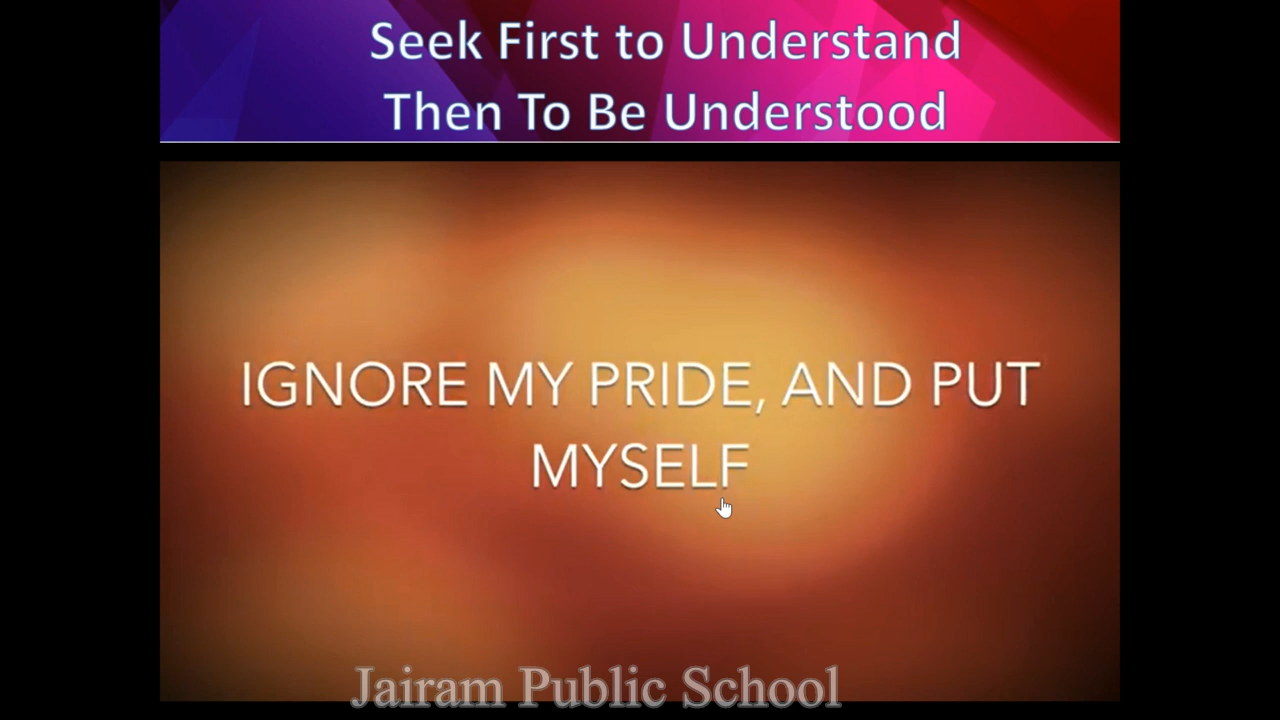 Seek First to Understand
Then To Be Understood
IGNORE MY PRIDE, AND PUT
MYSELF
Jairam Public School